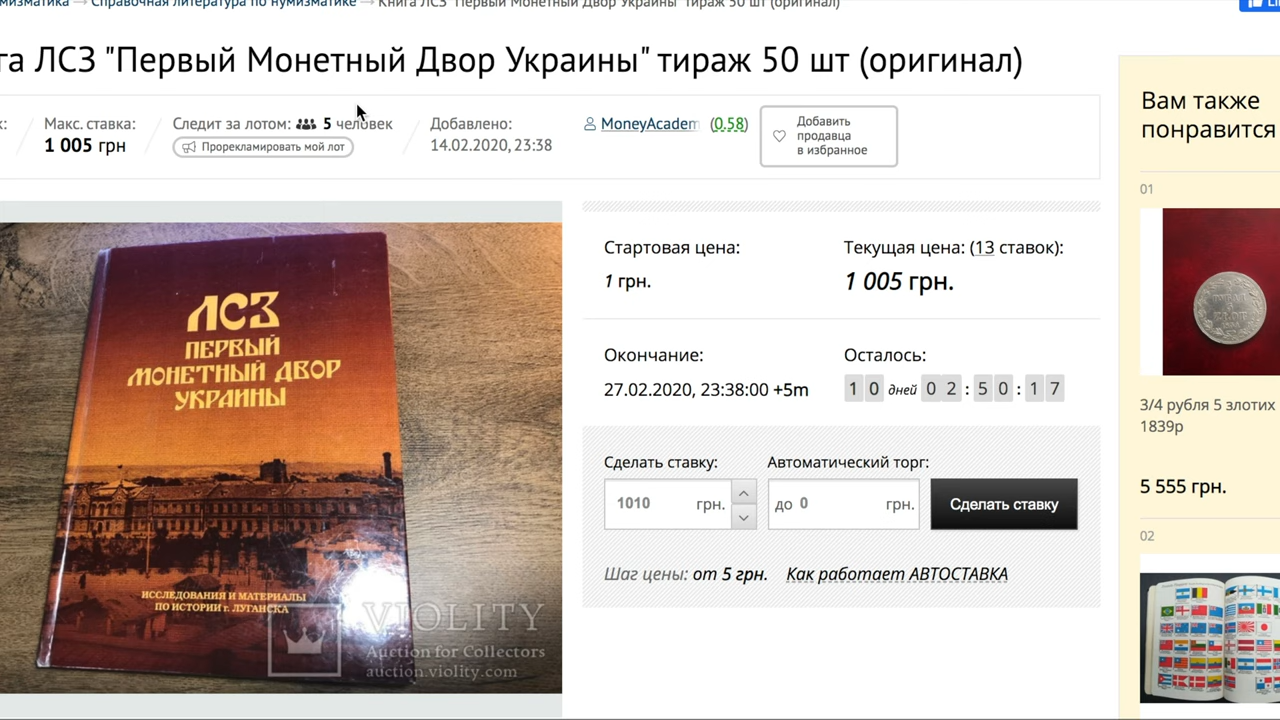 мизматика → Справочная литература по нумизматике → Книга ЛСЗ "Первый Монетный Двор Украины" тираж 50 шт (оригинал)
га ЛСЗ "Первый Монетный Двор Украины" тираж 50 шт (оригинал)
к:
Макс. ставка:
1 005 грн
Следит за лотом: 5 человек
Прорекламировать мой лот
Добавлено:
14.02.2020, 23:38
MoneyAcadem (0.58)
Добавить
продавца
в избранное
ЛСЗ
ПЕРВЫЙ
МОНЕТНЫЙ ДВОР
УКРАИНЫ
ИССЛЕДОВАНИЯ И МАТЕРИАЛЫ
ПО ИСТОРИИ г. ЛУГАНСКА
VIOLITY
Auction for Collectors
auction.violity.com
Стартовая цена:
1 грн.
Текущая цена: (13 ставок):
1 005 грн.
Окончание:
27.02.2020, 23:38:00 +5m
Осталось:
10 дней 02:50:17
Сделать ставку:
1010 грн.
Автоматический торг:
до 0 грн.
Сделать ставку
Шаг цены: от 5 грн. Как работает АВТОСТАВКА
Вам также
понравится
01
3/4 рубля 5 злотих
1839р
5 555 грн.
02